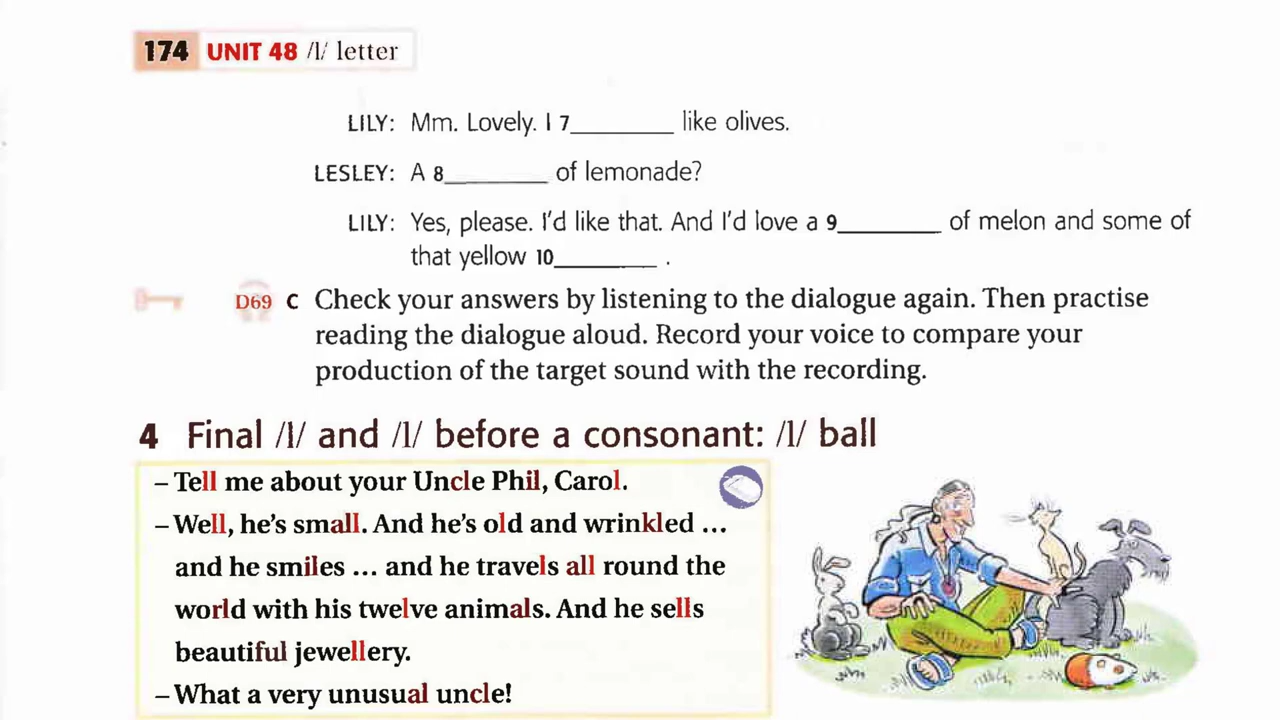 174 UNIT 48 /l/ letter
LILY: Mm. Lovely. I 7________ like olives.
LESLEY: A 8________ of lemonade?
LILY: Yes, please. I'd like that. And I'd love a 9________ of melon and some of
that yellow 10________ .
D69 C Check your answers by listening to the dialogue again. Then practise
reading the dialogue aloud. Record your voice to compare your
production of the target sound with the recording.
4 Final /l/ and /l/ before a consonant: /l/ ball
– Tell me about your Uncle Phil, Carol.
– Well, he's small. And he's old and wrinkled ...
and he smiles ... and he travels all round the
world with his twelve animals. And he sells
beautiful jewellery.
– What a very unusual uncle!